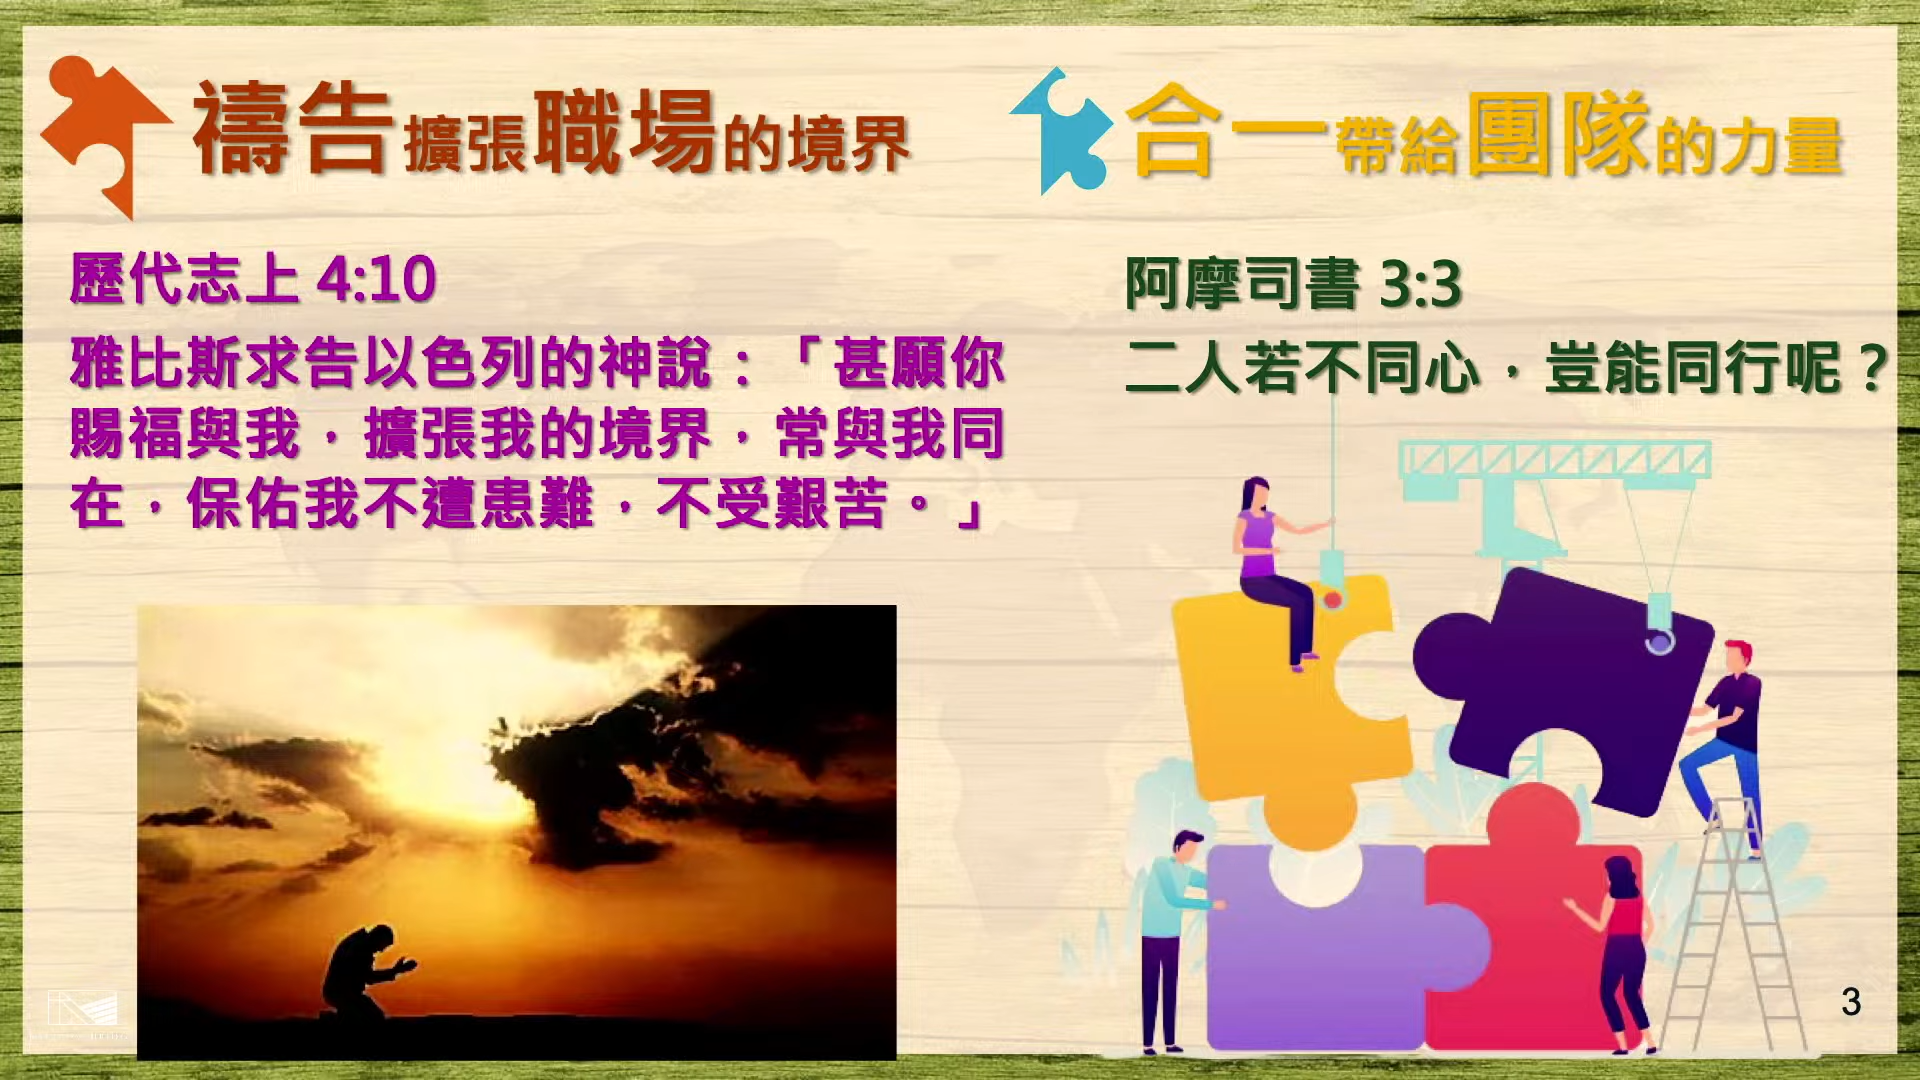 禱告擴張職場的境界
歷代志上 4:10
雅比斯求告以色列的神說：「甚願你
賜福與我，擴張我的境界，常與我同
在，保佑我不遭患難，不受艱苦。」
合一帶給團隊的力量
阿摩司書 3:3
二人若不同心，豈能同行呢？
3